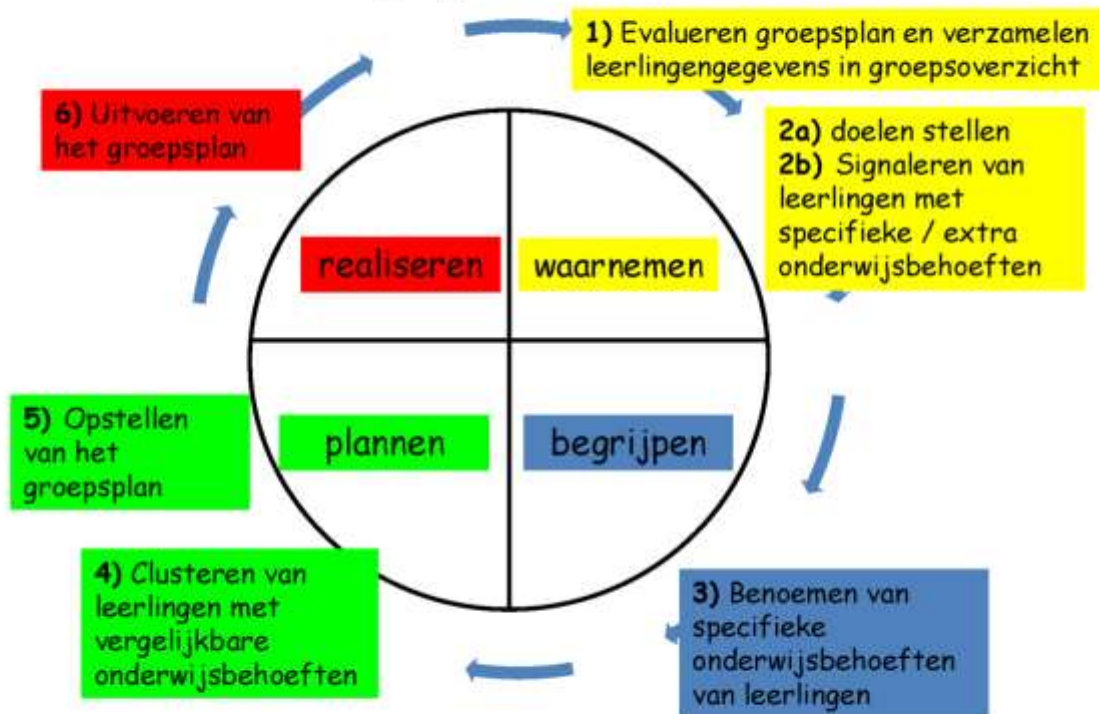 1) Evalueren groepsplan en verzamelen
leerlingengegevens in groepsoverzicht
2a) doelen stellen
2b) Signaleren van
leerlingen met
specifieke / extra
onderwijsbehoeften
3) Benoemen van
specifieke
onderwijsbehoeften
van leerlingen
4) Clusteren van
leerlingen met
vergelijkbare
onderwijsbehoeften
5) Opstellen
van het
groepsplan
6) Uitvoeren van
het groepsplan
realiseren
waarnemen
plannen
begrijpen